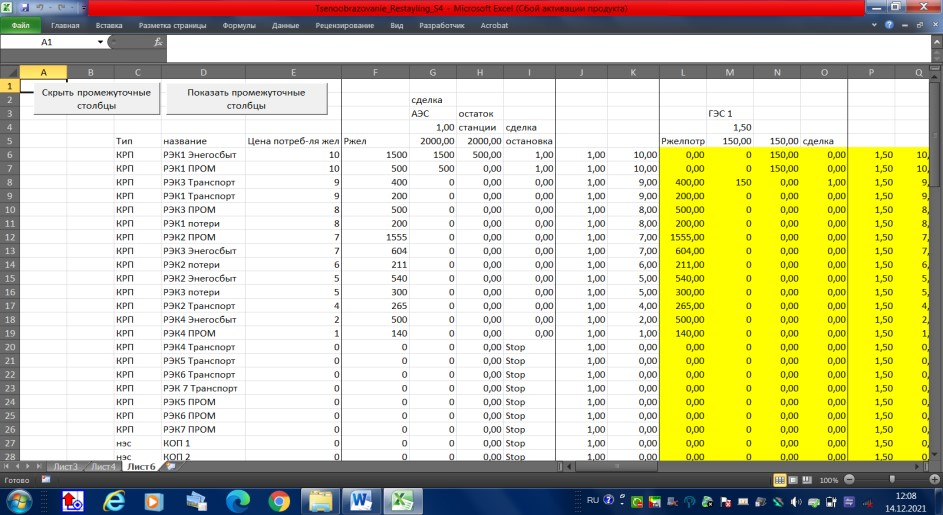 Tsenoobrazovanie_Restayling_S4 - Microsoft Excel (Сбой активации продукта)
Файл Главная Вставка Разметка страницы Формулы Данные Рецензирование Вид Разработчик Acrobat
A1 fx
A B C D E F G H I J K L M N O P Q
1 Скрыть промежуточные столбцы Показать промежуточные столбцы
2 сделка
3 АЭС остаток ГЭС 1
4 1,00 станции сделка 1,50
5 Тип название Цена потреб-ля жел Pжел 2000,00 2000,00 остановка Pжелпотр 150,00 150,00 сделка
6 КРП РЭК1 Энегосбыт 10 1500 1500 500,00 1,00 1,00 10,00 0,00 0 150,00 0,00 1,50 10,
7 КРП РЭК1 ПРОМ 10 500 500 0,00 1,00 1,00 10,00 0,00 0 150,00 0,00 1,50 10,
8 КРП РЭК3 Транспорт 9 400 0 0,00 0,00 1,00 9,00 400,00 150 0,00 1,00 1,50 9,
9 КРП РЭК1 Транспорт 9 200 0 0,00 0,00 1,00 9,00 200,00 0 0,00 0,00 1,50 9,
10 КРП РЭК3 ПРОМ 8 500 0 0,00 0,00 1,00 8,00 500,00 0 0,00 0,00 1,50 8,
11 КРП РЭК1 потери 8 200 0 0,00 0,00 1,00 8,00 200,00 0 0,00 0,00 1,50 8,
12 КРП РЭК2 ПРОМ 7 1555 0 0,00 0,00 1,00 7,00 1555,00 0 0,00 0,00 1,50 7,
13 КРП РЭК3 Энегосбыт 7 604 0 0,00 0,00 1,00 7,00 604,00 0 0,00 0,00 1,50 7,
14 КРП РЭК2 потери 6 211 0 0,00 0,00 1,00 6,00 211,00 0 0,00 0,00 1,50 6,
15 КРП РЭК2 Энегосбыт 5 540 0 0,00 0,00 1,00 5,00 540,00 0 0,00 0,00 1,50 5,
16 КРП РЭК3 потери 5 300 0 0,00 0,00 1,00 5,00 300,00 0 0,00 0,00 1,50 5,
17 КРП РЭК2 Транспорт 4 265 0 0,00 0,00 1,00 4,00 265,00 0 0,00 0,00 1,50 4,
18 КРП РЭК4 Энегосбыт 2 500 0 0,00 0,00 1,00 2,00 500,00 0 0,00 0,00 1,50 2,
19 КРП РЭК4 ПРОМ 1 140 0 0,00 0,00 1,00 1,00 140,00 0 0,00 0,00 1,50 1,
20 КРП РЭК4 Транспорт 0 0 0 0,00 Stop 1,00 0,00 0,00 0 0,00 0,00 1,50 0,
21 КРП РЭК5 Транспорт 0 0 0 0,00 Stop 1,00 0,00 0,00 0 0,00 0,00 1,50 0,
22 КРП РЭК6 Транспорт 0 0 0 0,00 Stop 1,00 0,00 0,00 0 0,00 0,00 1,50 0,
23 КРП РЭК 7 Транспорт 0 0 0 0,00 Stop 1,00 0,00 0,00 0 0,00 0,00 1,50 0,
24 КРП РЭК5 ПРОМ 0 0 0 0,00 Stop 1,00 0,00 0,00 0 0,00 0,00 1,50 0,
25 КРП РЭК6 ПРОМ 0 0 0 0,00 Stop 1,00 0,00 0,00 0 0,00 0,00 1,50 0,
26 КРП РЭК7 ПРОМ 0 0 0 0,00 Stop 1,00 0,00 0,00 0 0,00 0,00 1,50 0,
27 нэс КОП 1 0 0 0 0,00 Stop 1,00 0,00 0,00 0 0,00 0,00 1,50 0,
28 нэс КОП 2 0 0 0 0,00 Stop 1,00 0,00 0,00 0 0,00 0,00 1,50 0,
Лист3 Лист4 Лист6
Готово 100%
RU 12:08
14.12.2021